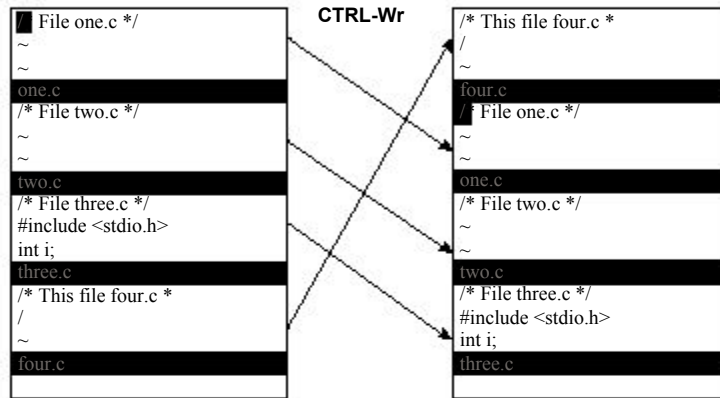 CTRL-Wr
/* File one.c */
~
~
one.c
/* File two.c */
~
~
two.c
/* File three.c */
#include <stdio.h>
int i;
three.c
/* This file four.c *
/
~
four.c
/* This file four.c *
/
~
four.c
/* File one.c */
~
~
one.c
/* File two.c */
~
~
two.c
/* File three.c */
#include <stdio.h>
int i;
three.c